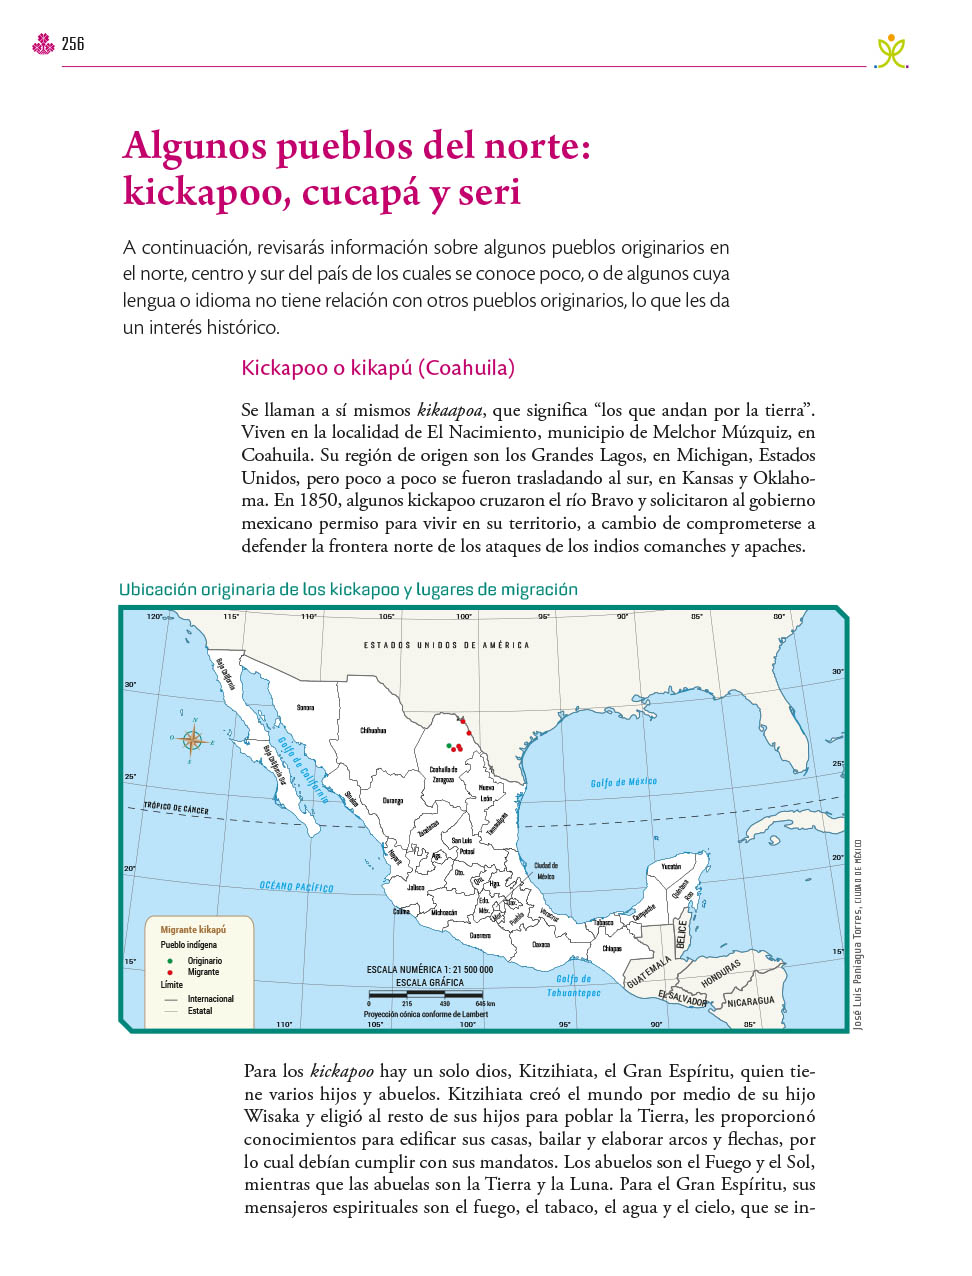 256
Algunos pueblos del norte:
kickapoo, cucapá y seri
A continuación, revisarás información sobre algunos pueblos originarios en
el norte, centro y sur del país de los cuales se conoce poco, o de algunos cuya
lengua o idioma no tiene relación con otros pueblos originarios, lo que les da
un interés histórico.
Kickapoo o kikapú (Coahuila)
Se llaman a sí mismos kikaapoa, que significa “los que andan por la tierra”.
Viven en la localidad de El Nacimiento, municipio de Melchor Múzquiz, en
Coahuila. Su región de origen son los Grandes Lagos, en Michigan, Estados
Unidos, pero poco a poco se fueron trasladando al sur, en Kansas y Oklaho-
ma. En 1850, algunos kickapoo cruzaron el río Bravo y solicitaron al gobierno
mexicano permiso para vivir en su territorio, a cambio de comprometerse a
defender la frontera norte de los ataques de los indios comanches y apaches.
Ubicación originaria de los kickapoo y lugares de migración
120° 115° 110° 105° 100° 95° 90° 85° 80°
ESTADOS UNIDOS DE AMÉRICA
30°
30°
Baja California
Sonora
Chihuahua
N
O E
S
Golfo de California
Baja California Sur
Coahuila de
Zaragoza
25°
25°
Golfo de México
Nuevo
León
Sinaloa
Durango
TRÓPICO DE CÁNCER
Zacatecas
Tamaulipas
San Luis
Potosí
Nayarit
Ags.
20°
20°
Ciudad de
México
Yucatán
OCÉANO PACÍFICO
Jalisco
Gto.
Qro.
Hgo.
Quintana
Roo
Colima
Michoacán
Edo.
Méx.
Tlax.
Mor.
Puebla
Veracruz
Tabasco
Campeche
Guerrero
Oaxaca
Chiapas
BELICE
15°
15°
GUATEMALA
HONDURAS
EL SALVADOR
NICARAGUA
Golfo de
Tehuantepec
Migrante kikapú
Pueblo indígena
Originario
Migrante
Límite
Internacional
Estatal
ESCALA NUMÉRICA 1: 21 500 000
ESCALA GRÁFICA
0 215 430 645 km
Proyección cónica conforme de Lambert
110° 105° 100° 95° 90° 85°
José Luis Paniagua Torres, CIUDAD DE MÉXICO
Para los kickapoo hay un solo dios, Kitzihiata, el Gran Espíritu, quien tie-
ne varios hijos y abuelos. Kitzihiata creó el mundo por medio de su hijo
Wisaka y eligió al resto de sus hijos para poblar la Tierra, les proporcionó
conocimientos para edificar sus casas, bailar y elaborar arcos y flechas, por
lo cual debían cumplir con sus mandatos. Los abuelos son el Fuego y el Sol,
mientras que las abuelas son la Tierra y la Luna. Para el Gran Espíritu, sus
mensajeros espirituales son el fuego, el tabaco, el agua y el cielo, que se in-